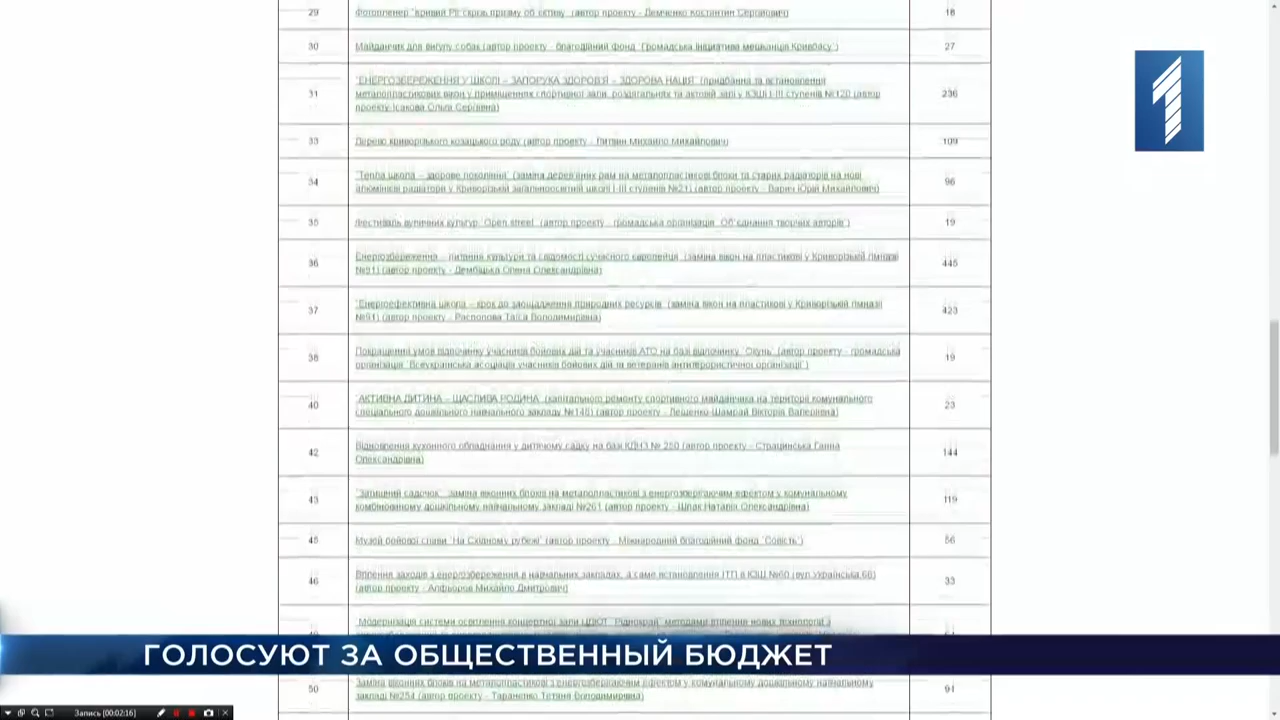 29 Фотопленер "Кривий Ріг скрізь призму об'єктиву" (автор проекту - Демченко Костянтин Сергійович) 18
30 Майданчик для вигулу собак (автор проекту - благодійний фонд "Громадська ініціатива мешканців Кривбасу") 27
"ЕНЕРГОЗБЕРЕЖЕННЯ У ШКОЛІ – ЗАПОРУКА ЗДОРОВ'Я – ЗДОРОВА НАЦІЯ" (придбання та встановлення
31 металопластикових вікон у приміщеннях спортивної зали, роздягальнях та актовій залі у КЗШ І-ІІІ ступенів №120 (автор 236
проекту Ісакова Ольга Сергіївна)
33 Дерево криворізького козацького роду (автор проекту - Литвин Михайло Михайлович) 109
"Тепла школа – здорове покоління" (заміна дерев'яних рам на металопластикові блоки та старих радіаторів на нові
34 алюмінієві радіатори у Криворізькій загальноосвітній школі І-ІІІ ступенів №21) (автор проекту - Варич Юрій Михайлович) 96
35 Фестиваль вуличних культур "Open street" (автор проекту - громадська організація "Об'єднання творчих авторів") 19
Енергозбереження – питання культури та свідомості сучасного європейця (заміна вікон на пластикові у Криворізькій гімназії
36 №91) (автор проекту - Дембіцька Олена Олександрівна) 445
"Енергоефективна школа – крок до заощадження природних ресурсів" (заміна вікон на пластикові у Криворізькій гімназії
37 №91) (автор проекту - Распопова Таїса Володимирівна) 423
Покращення умов відпочинку учасників бойових дій та учасників АТО на базі відпочинку "Окунь" (автор проекту - громадська
38 організація "Всеукраїнська асоціація учасників бойових дій та ветеранів антитерористичної організації") 19
"АКТИВНА ДИТИНА – ЩАСЛИВА РОДИНА" (капітального ремонту спортивного майданчика на території комунального
40 спеціального дошкільного навчального закладу №148) (автор проекту - Лещенко-Шамрай Вікторія Валеріївна) 23
Відновлення кухонного обладнання у дитячому садку на базі КДНЗ № 250 (автор проекту - Страшинська Ганна
42 Олександрівна) 144
"Затишний садочок" заміна віконних блоків на металопластикові з енергозберігаючим ефектом у комунальному
43 комбінованому дошкільному навчальному закладі №261 (автор проекту - Шпак Наталія Олександрівна) 119
45 Музей бойової слави "На Східному рубежі" (автор проекту - Міжнародний благодійний фонд "Совість") 56
Втілення заходів з енергозбереження в навчальних закладах, а саме встановлення ІТП в КЗШ №60 (вул.Українська,68)
46 (автор проекту - Алфьоров Михайло Дмитрович) 33
"Модернізація системи освітлення концертної зали ЦДЮТ "Рідкокрай" методами втілення нових технологій з
ГОЛОСУЮТ ЗА ОБЩЕСТВЕННЫЙ БЮДЖЕТ
Заміна віконних блоків на металопластикові з енергозберігаючим ефектом у комунальному дошкільному навчальному
50 закладі №254 (автор проекту - Тараненко Тетяна Володимирівна) 91
Запись [00:02:16]
1